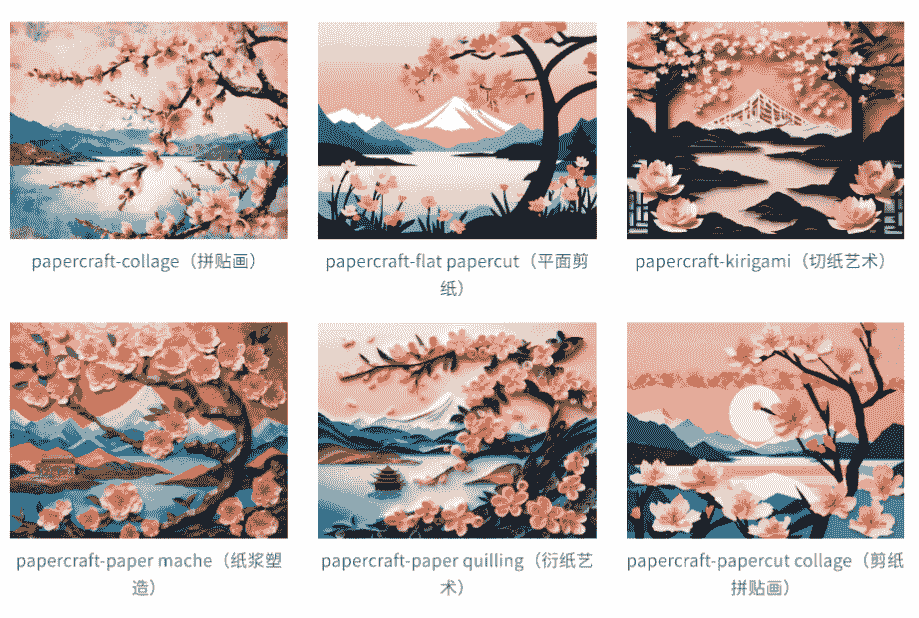 papercraft-collage（拼贴画）
papercraft-flat papercut（平面剪
纸）
papercraft-kirigami（切纸艺术）
papercraft-paper mache（纸浆塑
造）
papercraft-paper quilling（衍纸艺
术）
papercraft-papercut collage（剪纸
拼贴画）